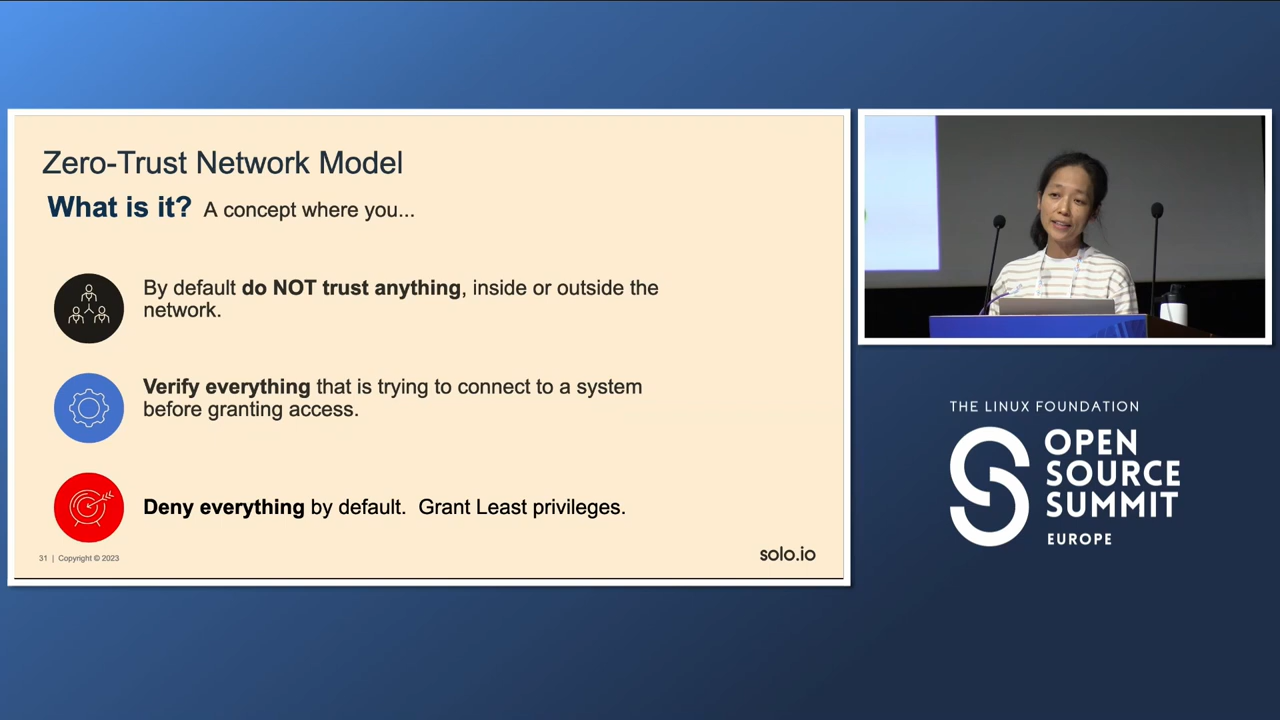 Zero-Trust Network Model
What is it? A concept where you...
By default do NOT trust anything, inside or outside the
network.
Verify everything that is trying to connect to a system
before granting access.
Deny everything by default. Grant Least privileges.
31 | Copyright © 2023
solo.io
THE LINUX FOUNDATION
OPEN
SOURCE
SUMMIT
EUROPE